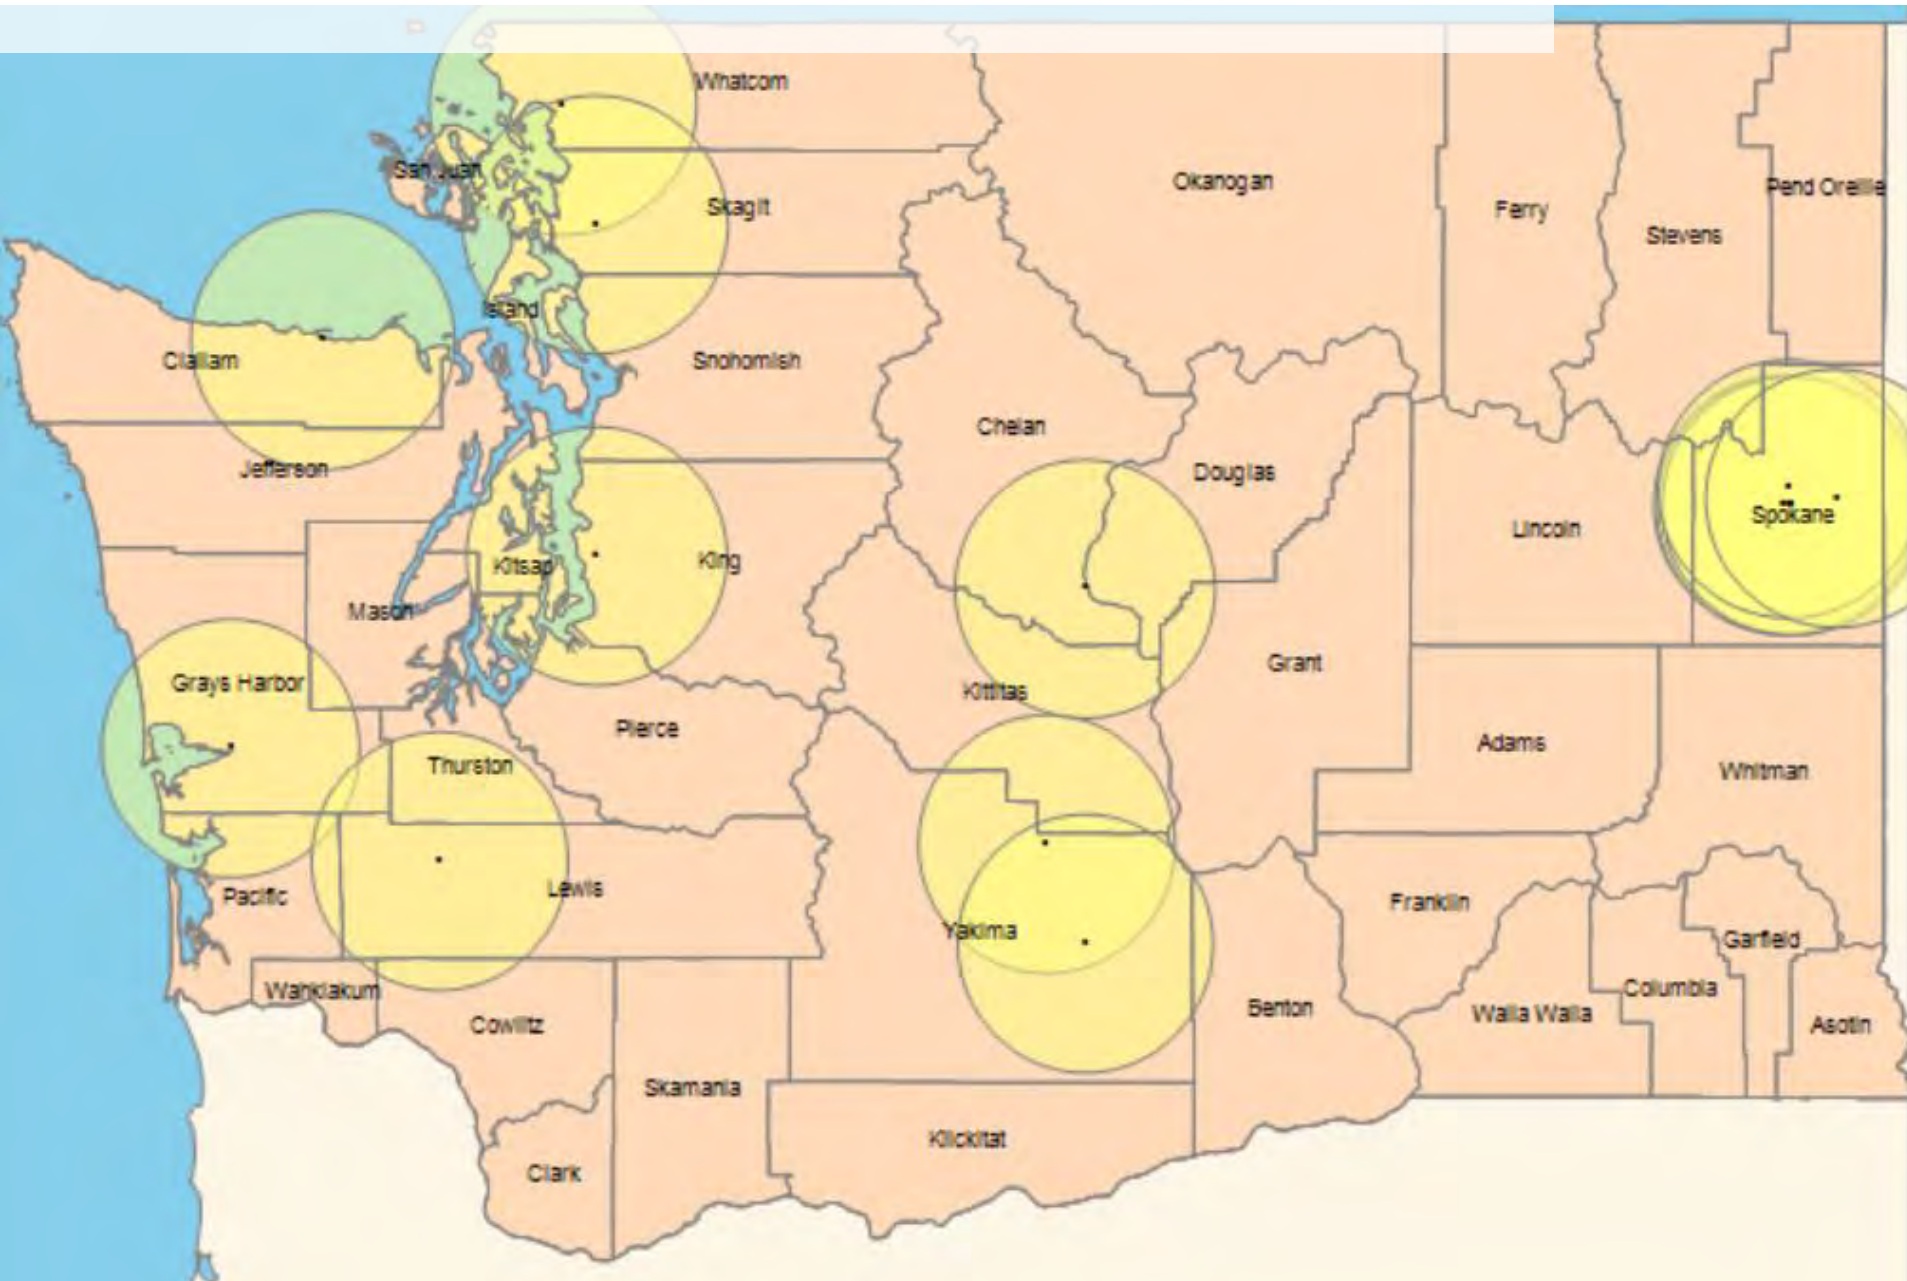 Whatcom
San Juan
Skagit
Okanogan
Ferry
Stevens
Pend Oreille
Island
Clallam
Snohomish
Chelan
Douglas
Jefferson
Lincoln
Spokane
Kitsap
King
Mason
Grays Harbor
Kittitas
Grant
Pierce
Thurston
Adams
Whitman
Lewis
Pacific
Yakima
Franklin
Garfield
Wahkiakum
Columbia
Cowlitz
Benton
Walla Walla
Asotin
Skamania
Klickitat
Clark